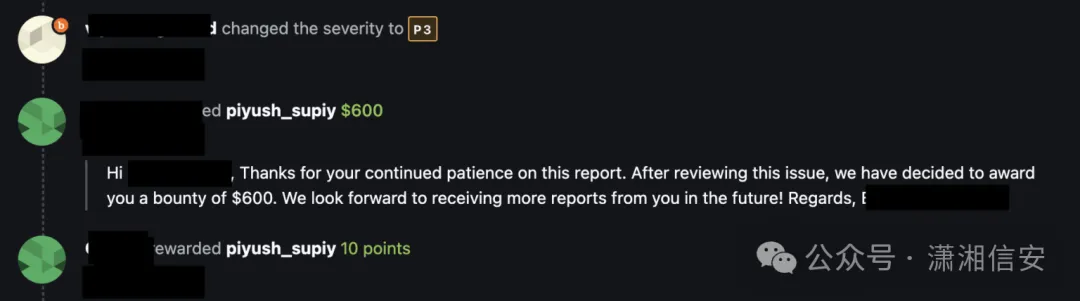 d changed the severity to P3
ed piyush_supiy $600
Hi , Thanks for your continued patience on this report. After reviewing this issue, we have decided to award
you a bounty of $600. We look forward to receiving more reports from you in the future! Regards,
rewarded piyush_supiy 10 points
公众号 · 潇湘信安